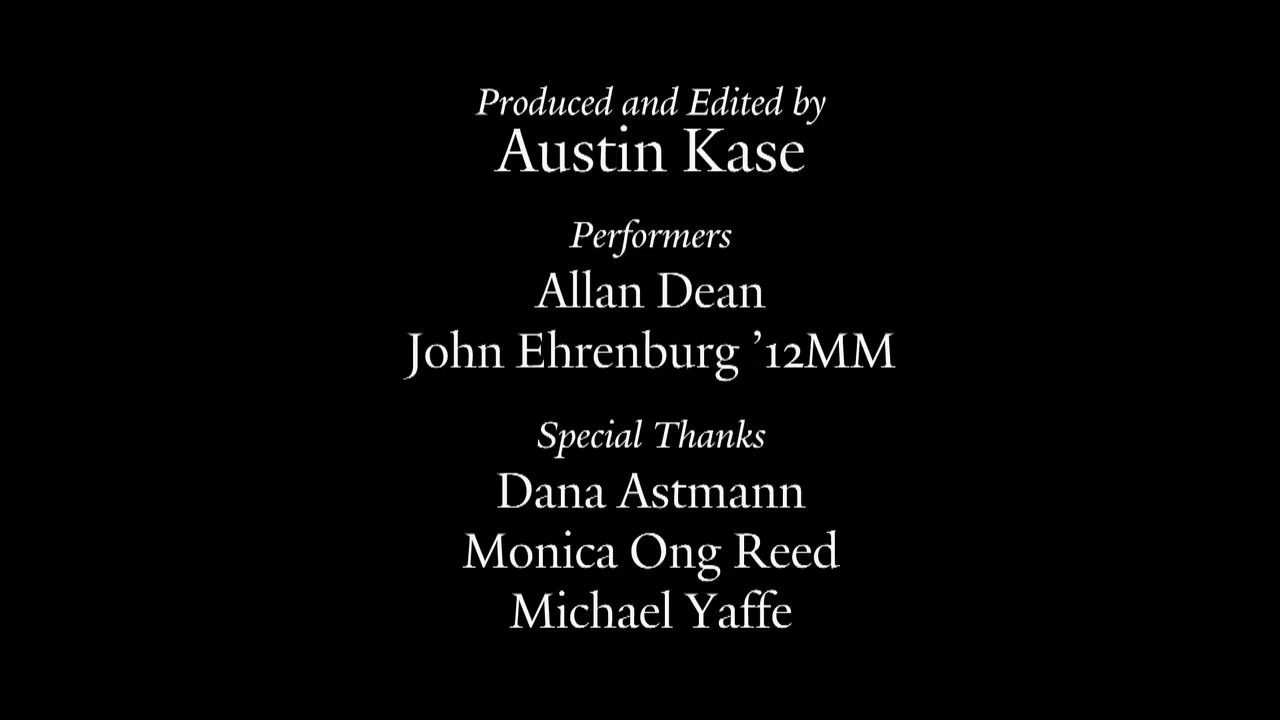 Produced and Edited by
Austin Kase
Performers
Allan Dean
John Ehrenburg ’12MM
Special Thanks
Dana Astmann
Monica Ong Reed
Michael Yaffe